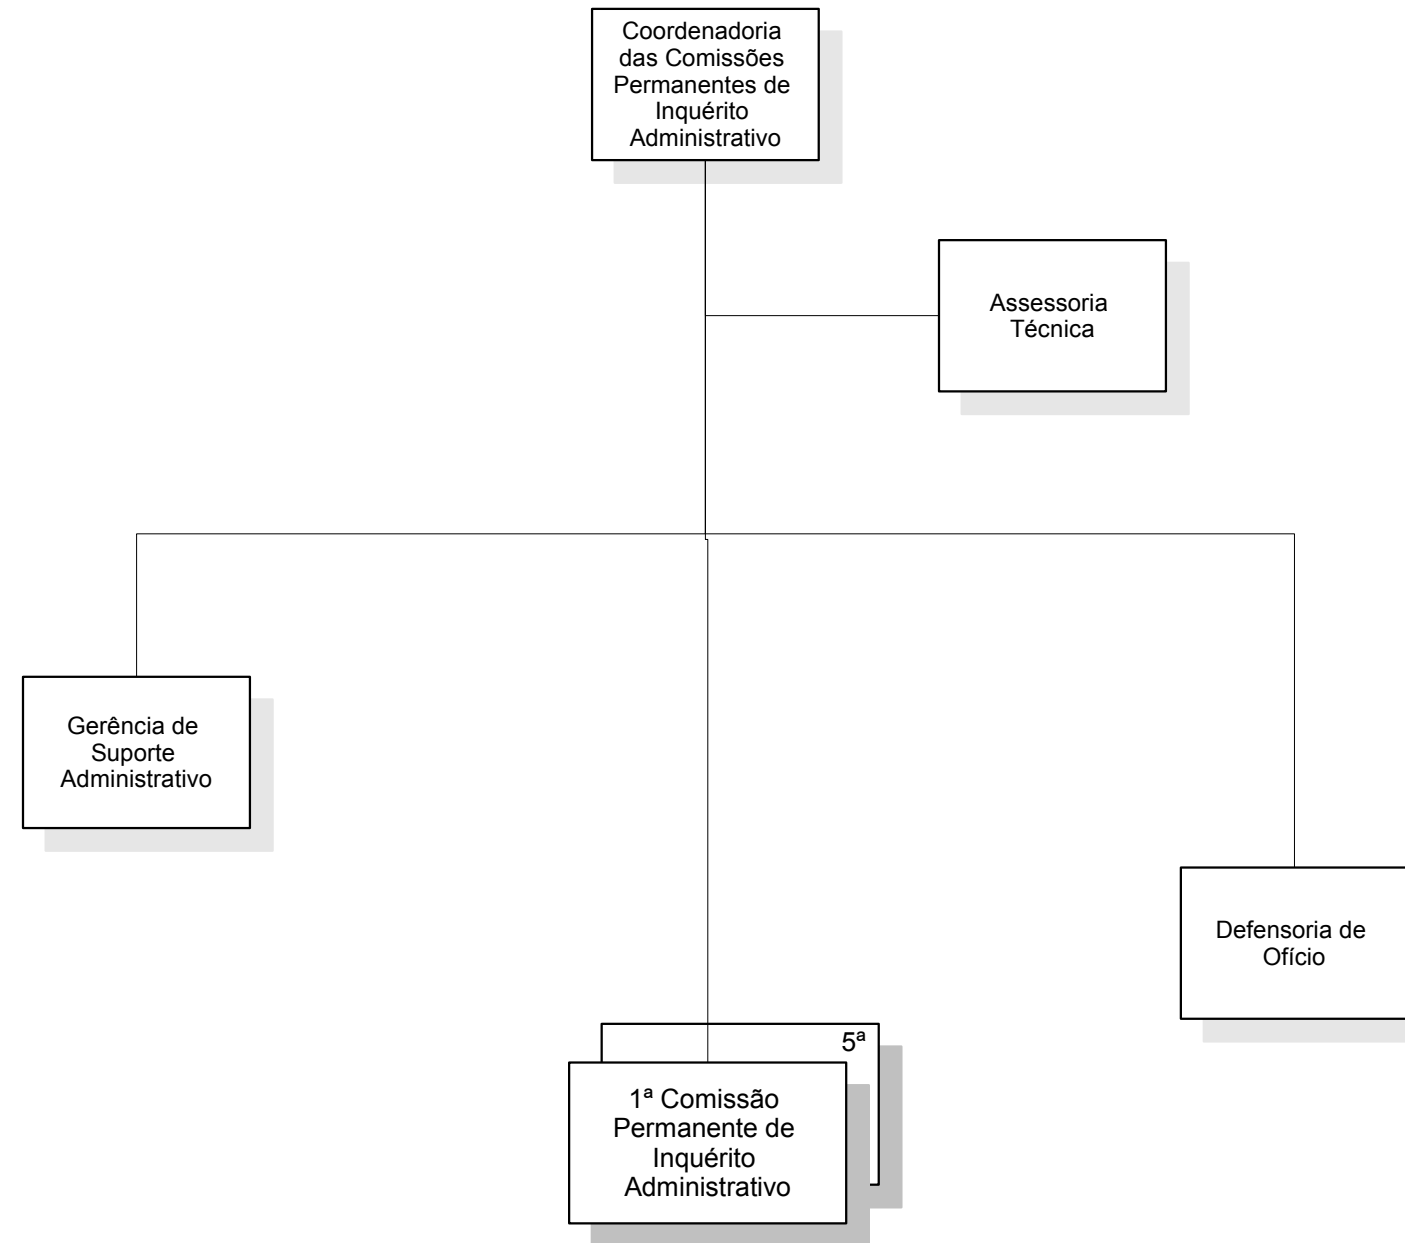 Coordenadoria
das Comissões
Permanentes de
Inquérito
Administrativo
Assessoria
Técnica
Gerência de
Suporte
Administrativo
Defensoria de
Ofício
5ª
1ª Comissão
Permanente de
Inquérito
Administrativo